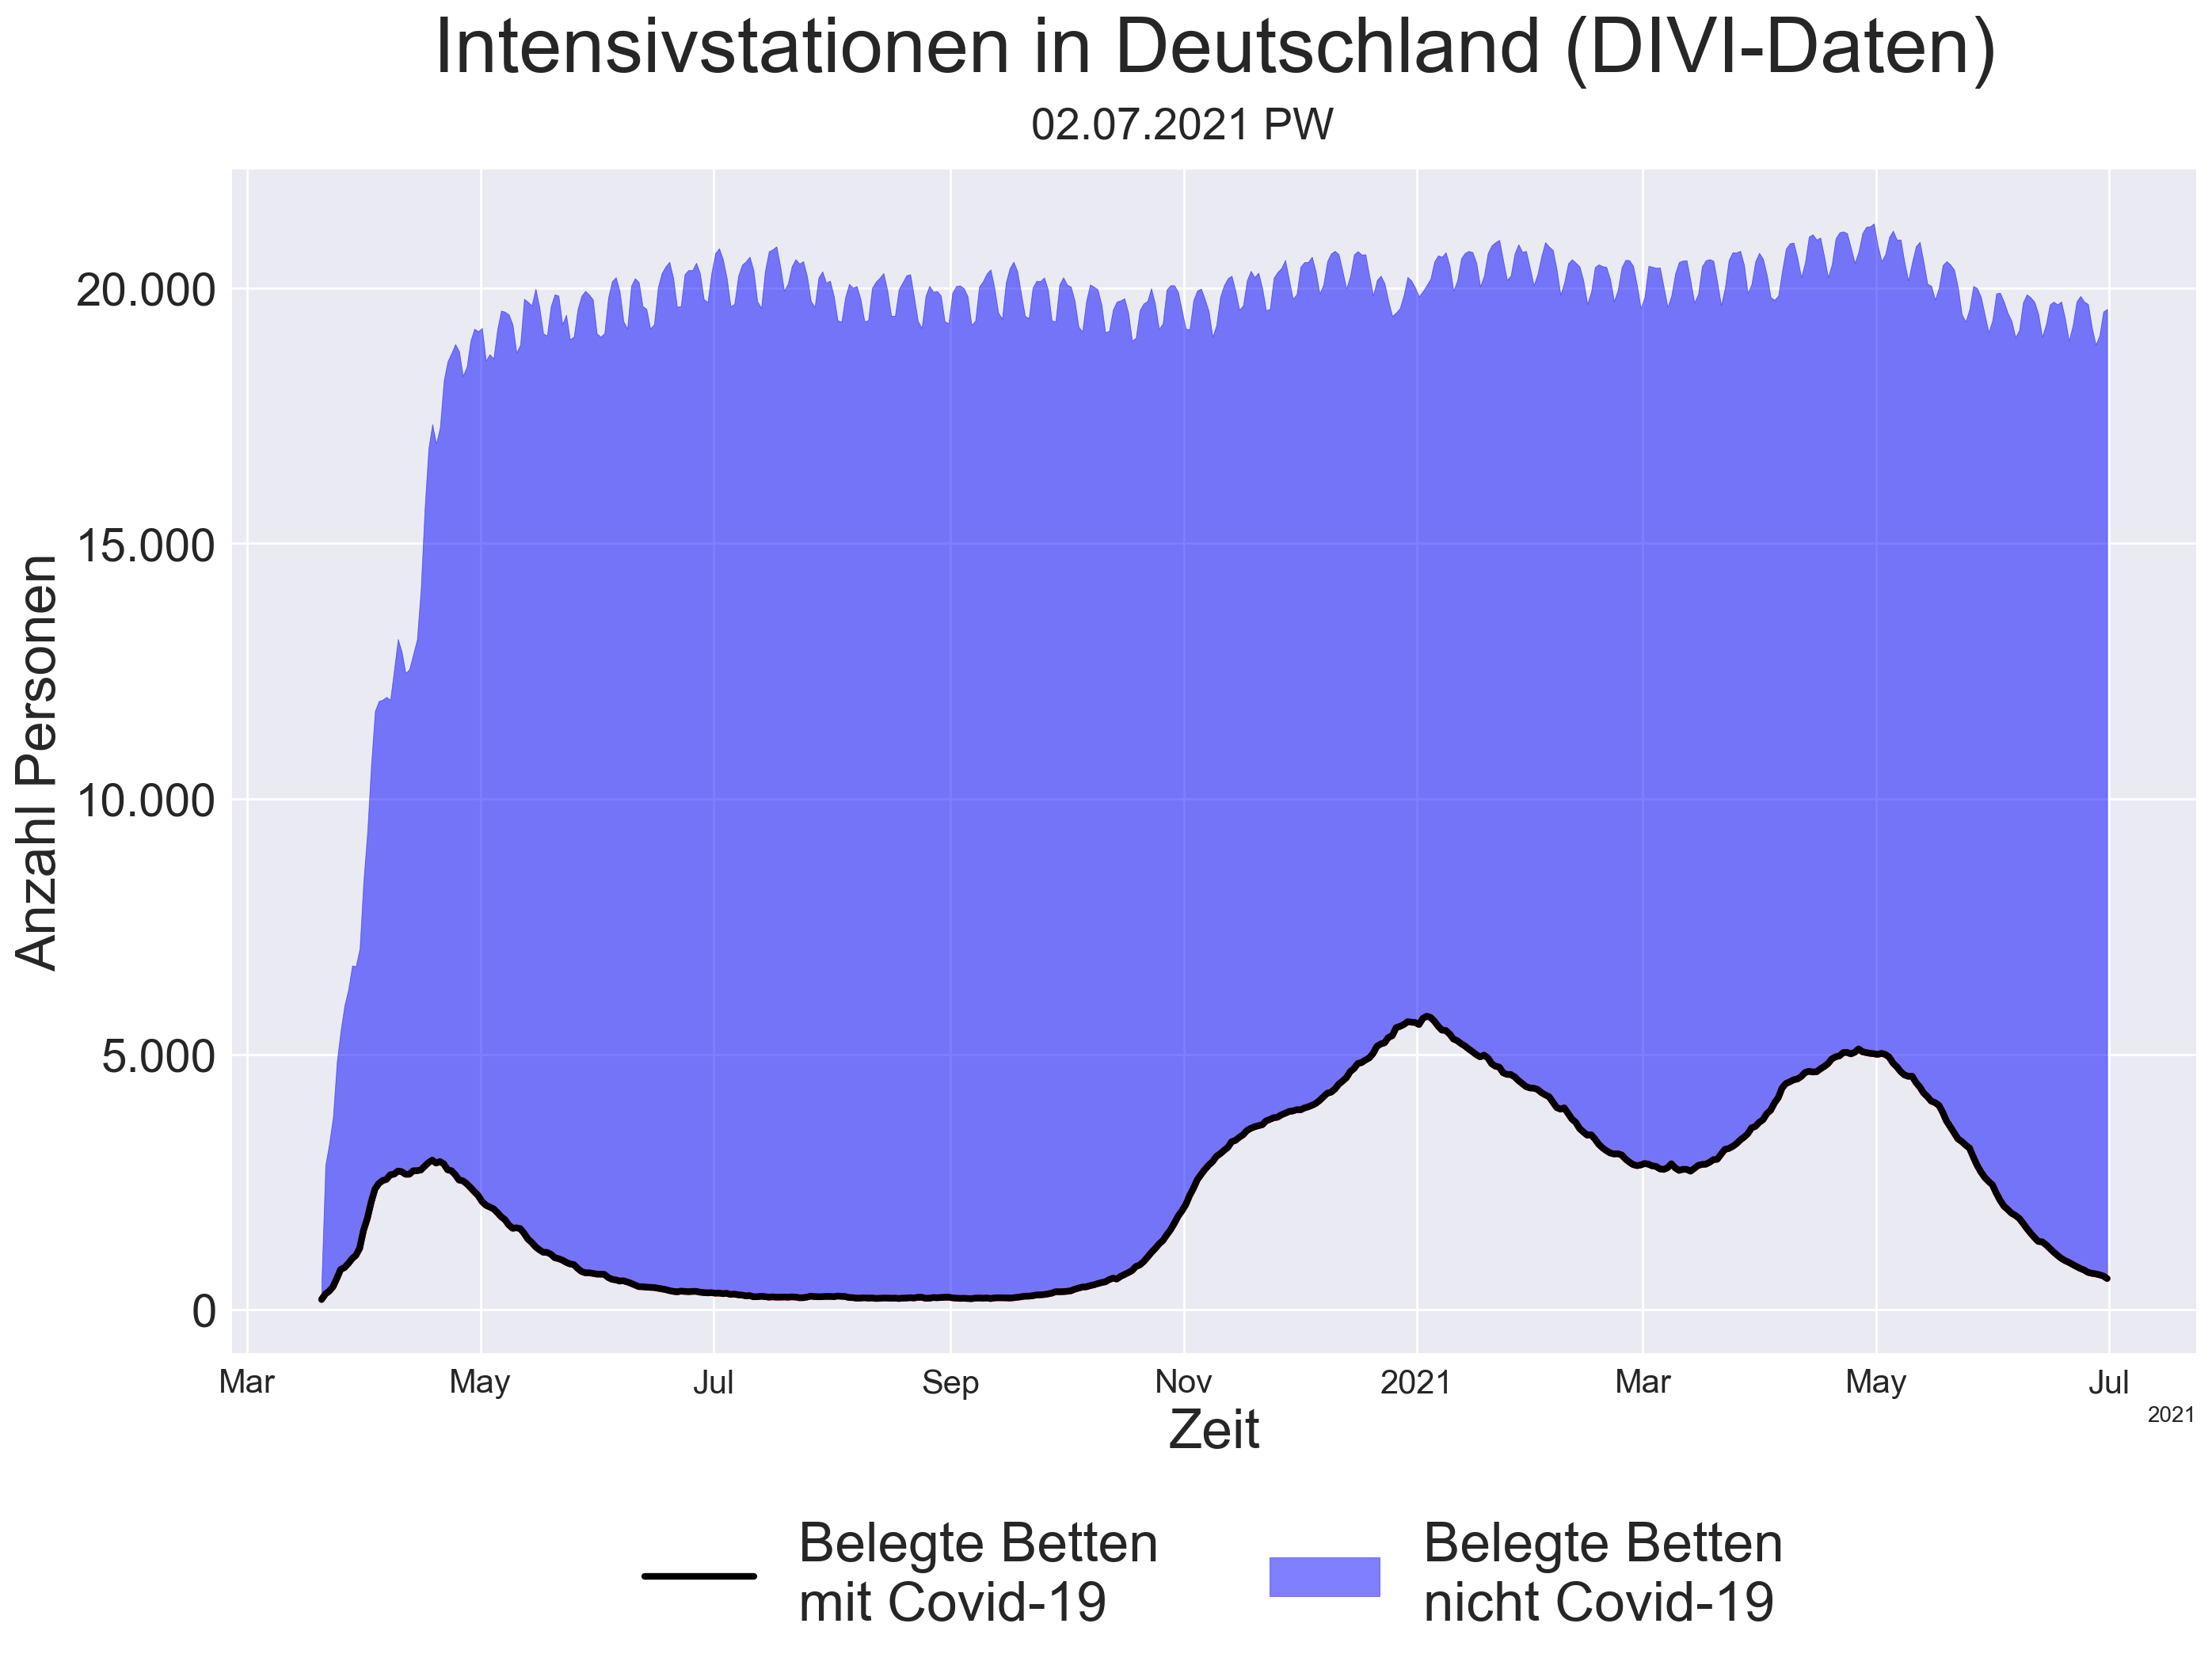 Intensivstationen in Deutschland (DIVI-Daten)
02.07.2021 PW
Anzahl Personen
20.000
15.000
10.000
5.000
0
Mar May Jul Sep Nov 2021 Mar May Jul
2021
Zeit
Belegte Betten
mit Covid-19
Belegte Betten
nicht Covid-19